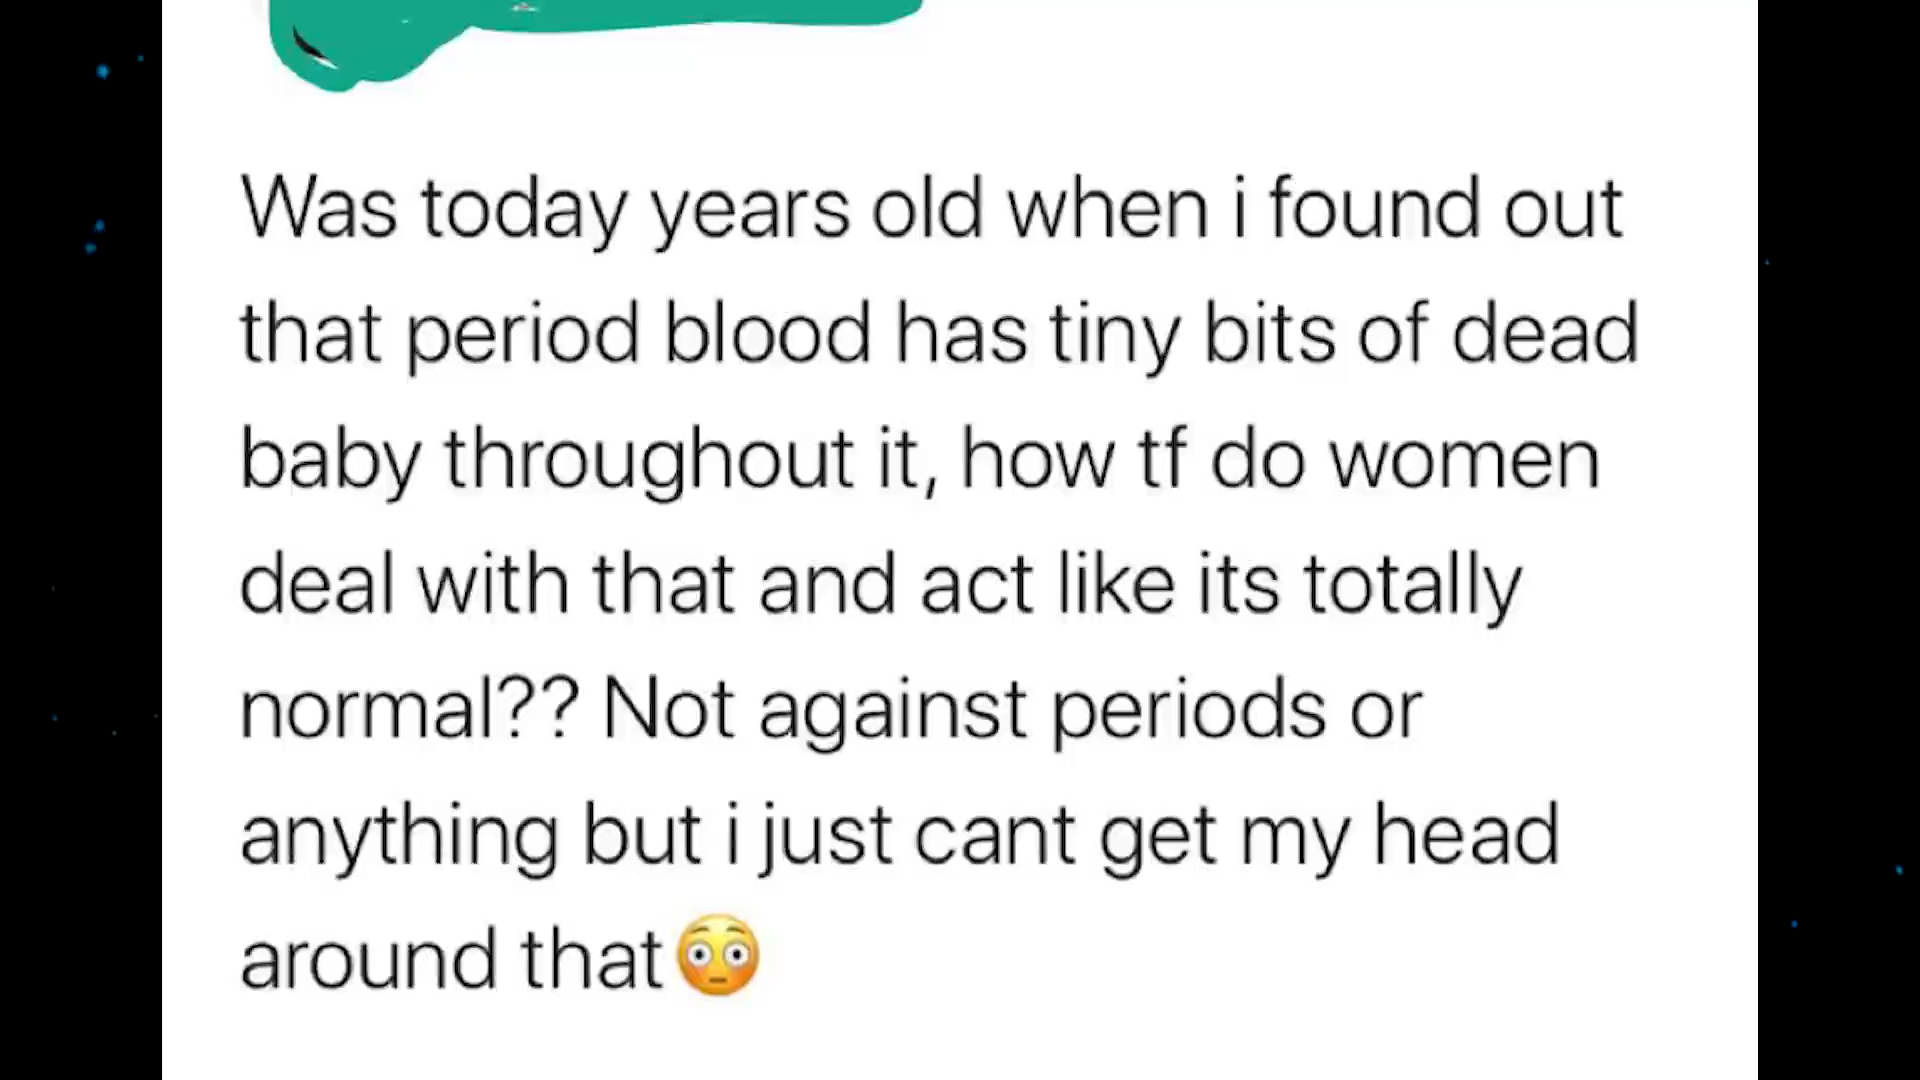 Was today years old when i found out
that period blood has tiny bits of dead
baby throughout it, how tf do women
deal with that and act like its totally
normal?? Not against periods or
anything but i just cant get my head
around that😳